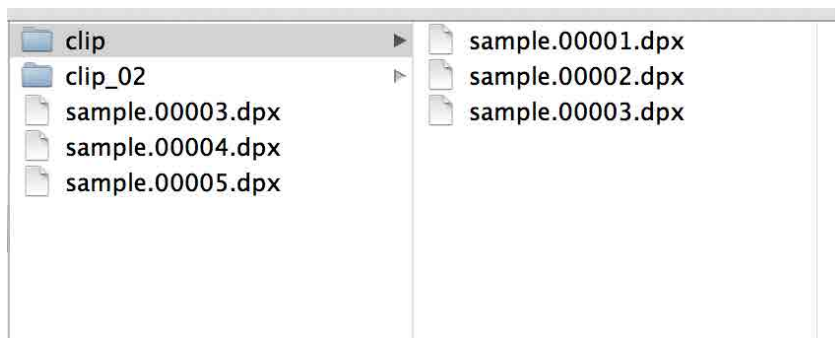 clip
clip_02
sample.00003.dpx
sample.00004.dpx
sample.00005.dpx
sample.00001.dpx
sample.00002.dpx
sample.00003.dpx